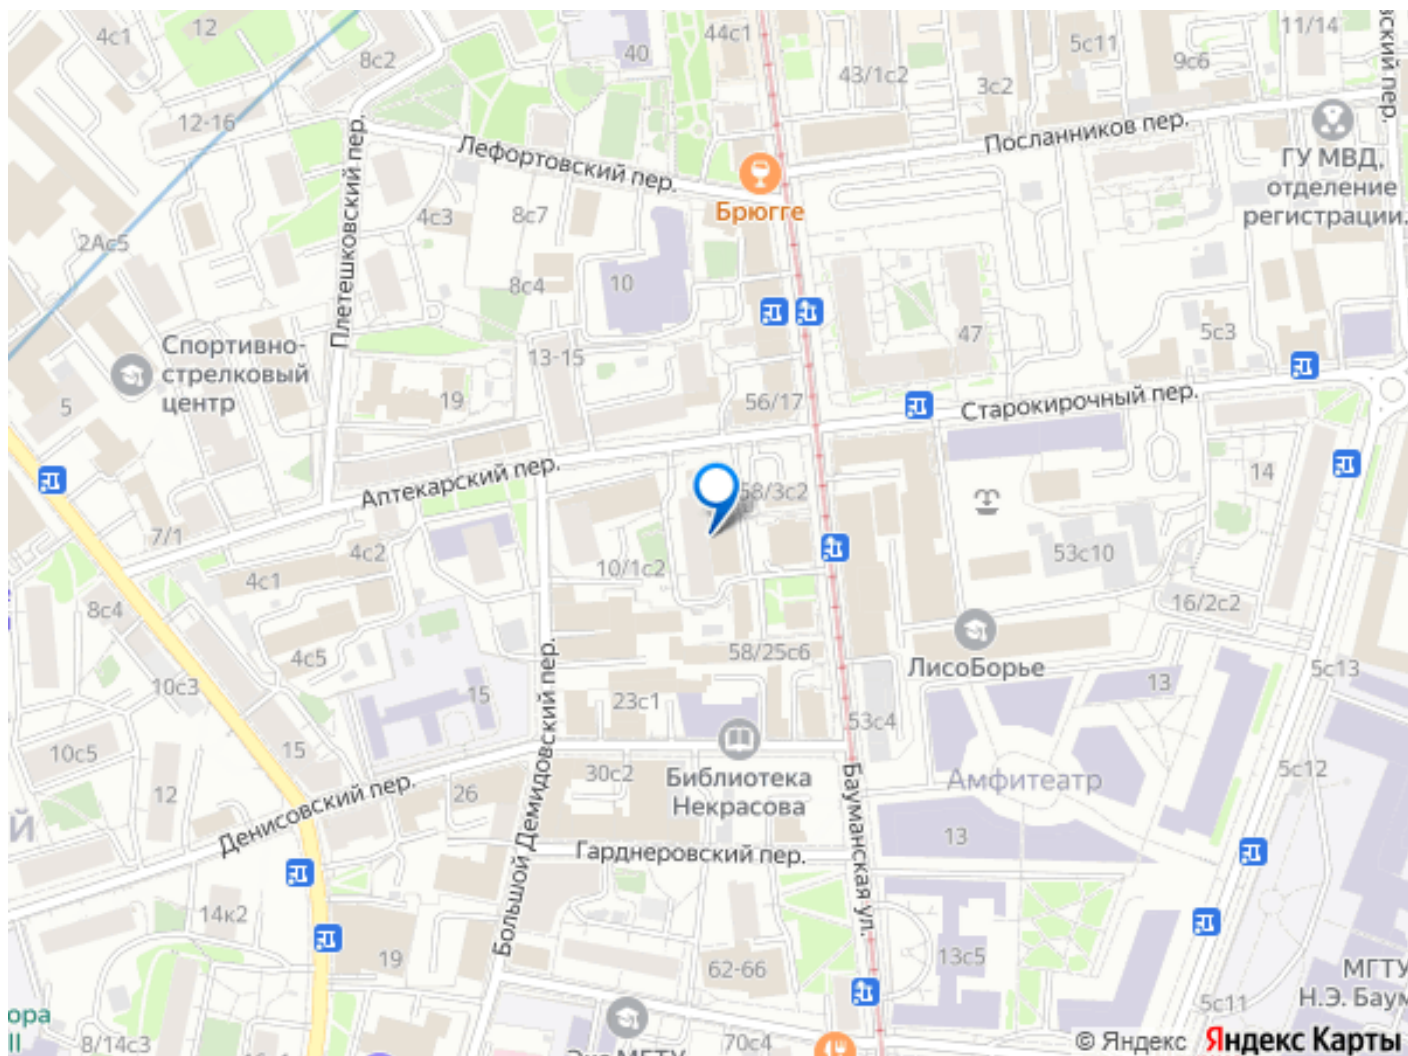 4с1
12
8с2
40
44с1
5с11
11/14
9с6
3с2
43/1с2
12-16
Плетешковский пер.
Лефортовский пер.
Посланников пер.
вский пер.
ГУ МВД,
отделение
регистрации.
Брюгге
4с3
8с7
2Ас5
8с4
10
47
5с3
13-15
Спортивно-
стрелковый
центр
5
19
56/17
Старокирочный пер.
Аптекарский пер.
58/3с2
14
7/1
4с2
4с1
10/1с2
53с10
8с4
16/2с2
4с5
58/25с6
ЛисоБорье
5с13
10с3
15
23с1
13
53с4
10с5
15
5с12
12
26
30с2
Библиотека
Некрасова
Амфитеатр
Й
Денисовский пер.
Большой Демидовский пер.
Гарднеровский пер.
Бауманская ул.
13
14к2
19
62-66
13с5
МГТУ
Н.Э. Баум
5с11
ора
II
8/14с3
70с4
© Яндекс
Яндекс Карты